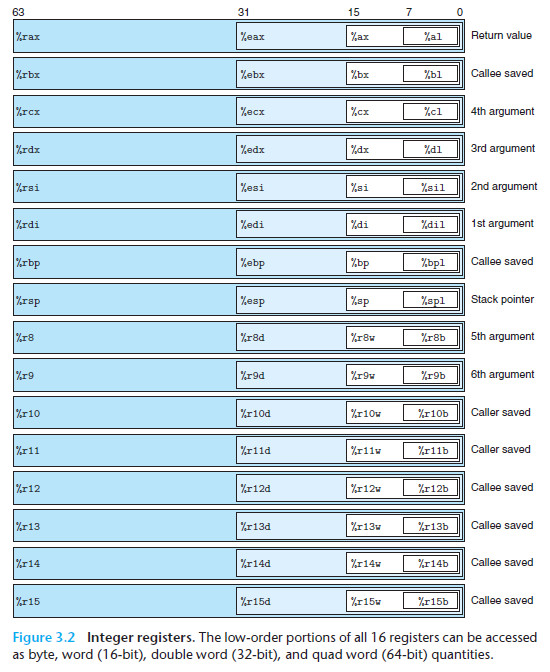 63 31 15 7 0
%rax %eax %ax %al Return value
%rbx %ebx %bx %bl Callee saved
%rcx %ecx %cx %cl 4th argument
%rdx %edx %dx %dl 3rd argument
%rsi %esi %si %sil 2nd argument
%rdi %edi %di %dil 1st argument
%rbp %ebp %bp %bpl Callee saved
%rsp %esp %sp %spl Stack pointer
%r8 %r8d %r8w %r8b 5th argument
%r9 %r9d %r9w %r9b 6th argument
%r10 %r10d %r10w %r10b Caller saved
%r11 %r11d %r11w %r11b Caller saved
%r12 %r12d %r12w %r12b Callee saved
%r13 %r13d %r13w %r13b Callee saved
%r14 %r14d %r14w %r14b Callee saved
%r15 %r15d %r15w %r15b Callee saved
Figure 3.2 Integer registers. The low-order portions of all 16 registers can be accessed
as byte, word (16-bit), double word (32-bit), and quad word (64-bit) quantities.